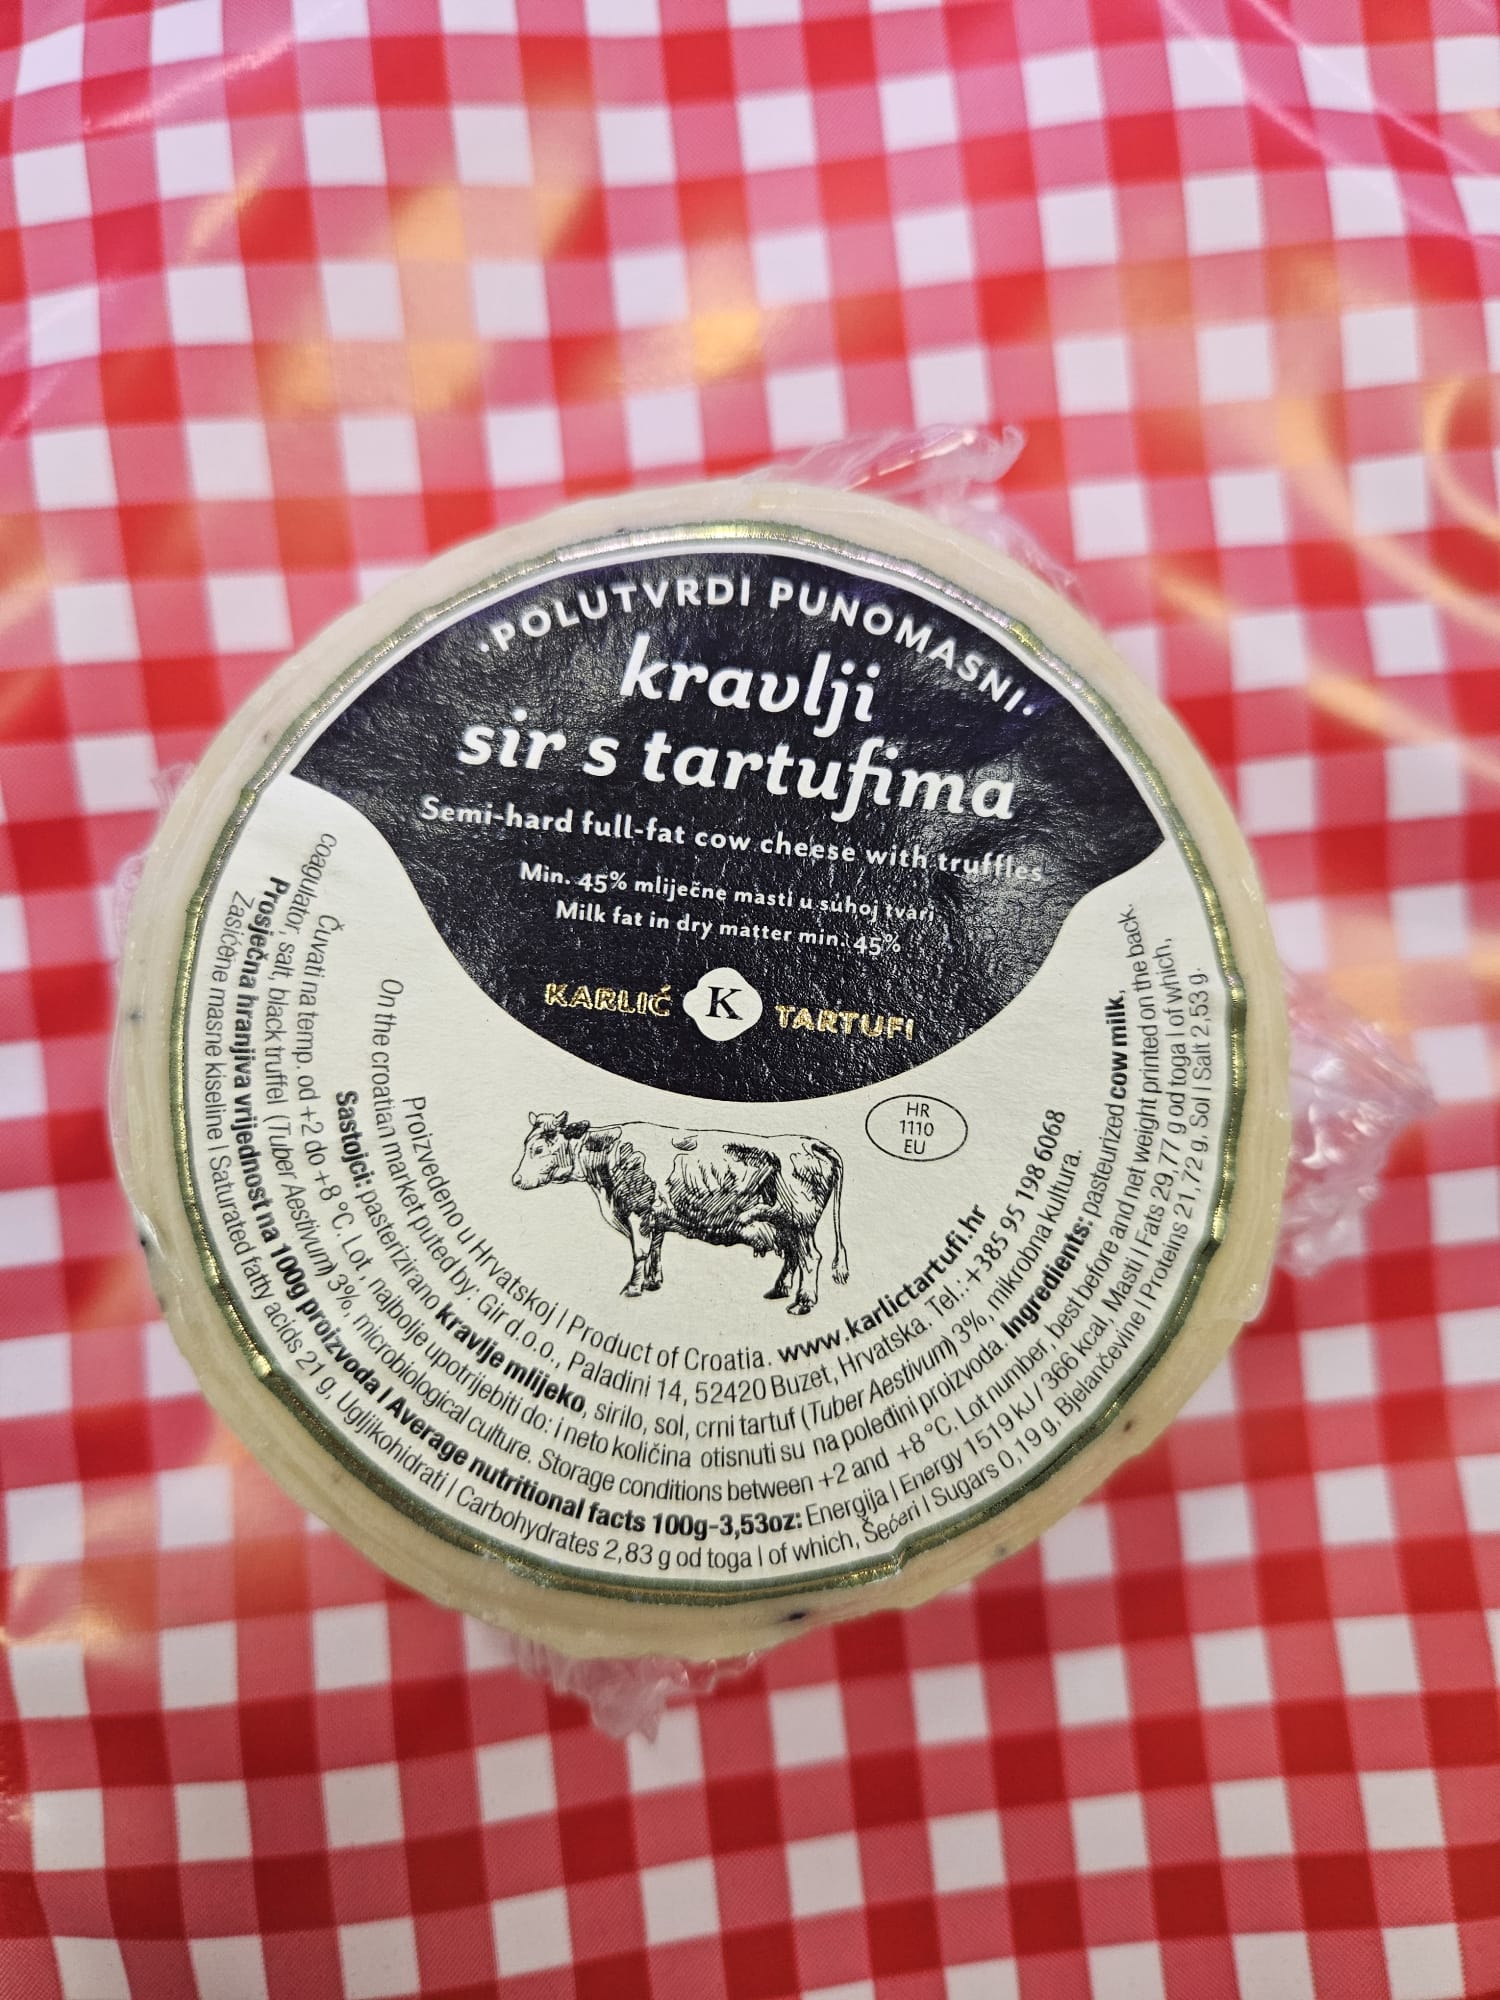 ·POLUTVRDI PUNOMASNI·
kravlji
sir s tartufima
Semi-hard full-fat cow cheese with truffles
Min. 45% mliječne masti u suhoj tvari
Milk fat in dry matter min. 45%
KARLIĆ K TARTUFI
HR
1110
EU
Proizvedeno u Hrvatskoj | Product of Croatia. www.karlictartufi.hr
On the croatian market puted by: Gir d.o.o., Paladini 14, 52420 Buzet, Hrvatska. Tel.: +385 95 198 6068
Sastojci: pasterizirano kravlje mlijeko, sirilo, sol, crni tartuf (Tuber Aestivum) 3%, mikrobna kultura.
Čuvati na temp. od +2 do +8 °C. Lot, najbolje upotrijebiti do: i neto količina otisnuti su na poleđini proizvoda. Ingredients: pasteurized cow milk,
coagulator, salt, black truffel (Tuber Aestivum) 3%, microbiological culture. Storage conditions between +2 and +8 °C. Lot number, best before and net weight printed on the back.
Prosječna hranjiva vrijednost na 100g proizvoda | Average nutritional facts 100g-3,53oz: Energija | Energy 1519 kJ / 366 kcal, Masti | Fats 29,77 g od toga | of which,
Zasićene masne kiseline | Saturated fatty acids 21 g, Ugljikohidrati | Carbohydrates 2,83 g od toga | of which, Šećeri | Sugars 0,19 g, Bjelančevine | Proteins 21,72 g, Sol | Salt 2,53 g.